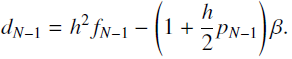 $d_{N-1} = h^2 f_{N-1} - \left(1 + \frac{h}{2} p_{N-1}\right) \beta.$